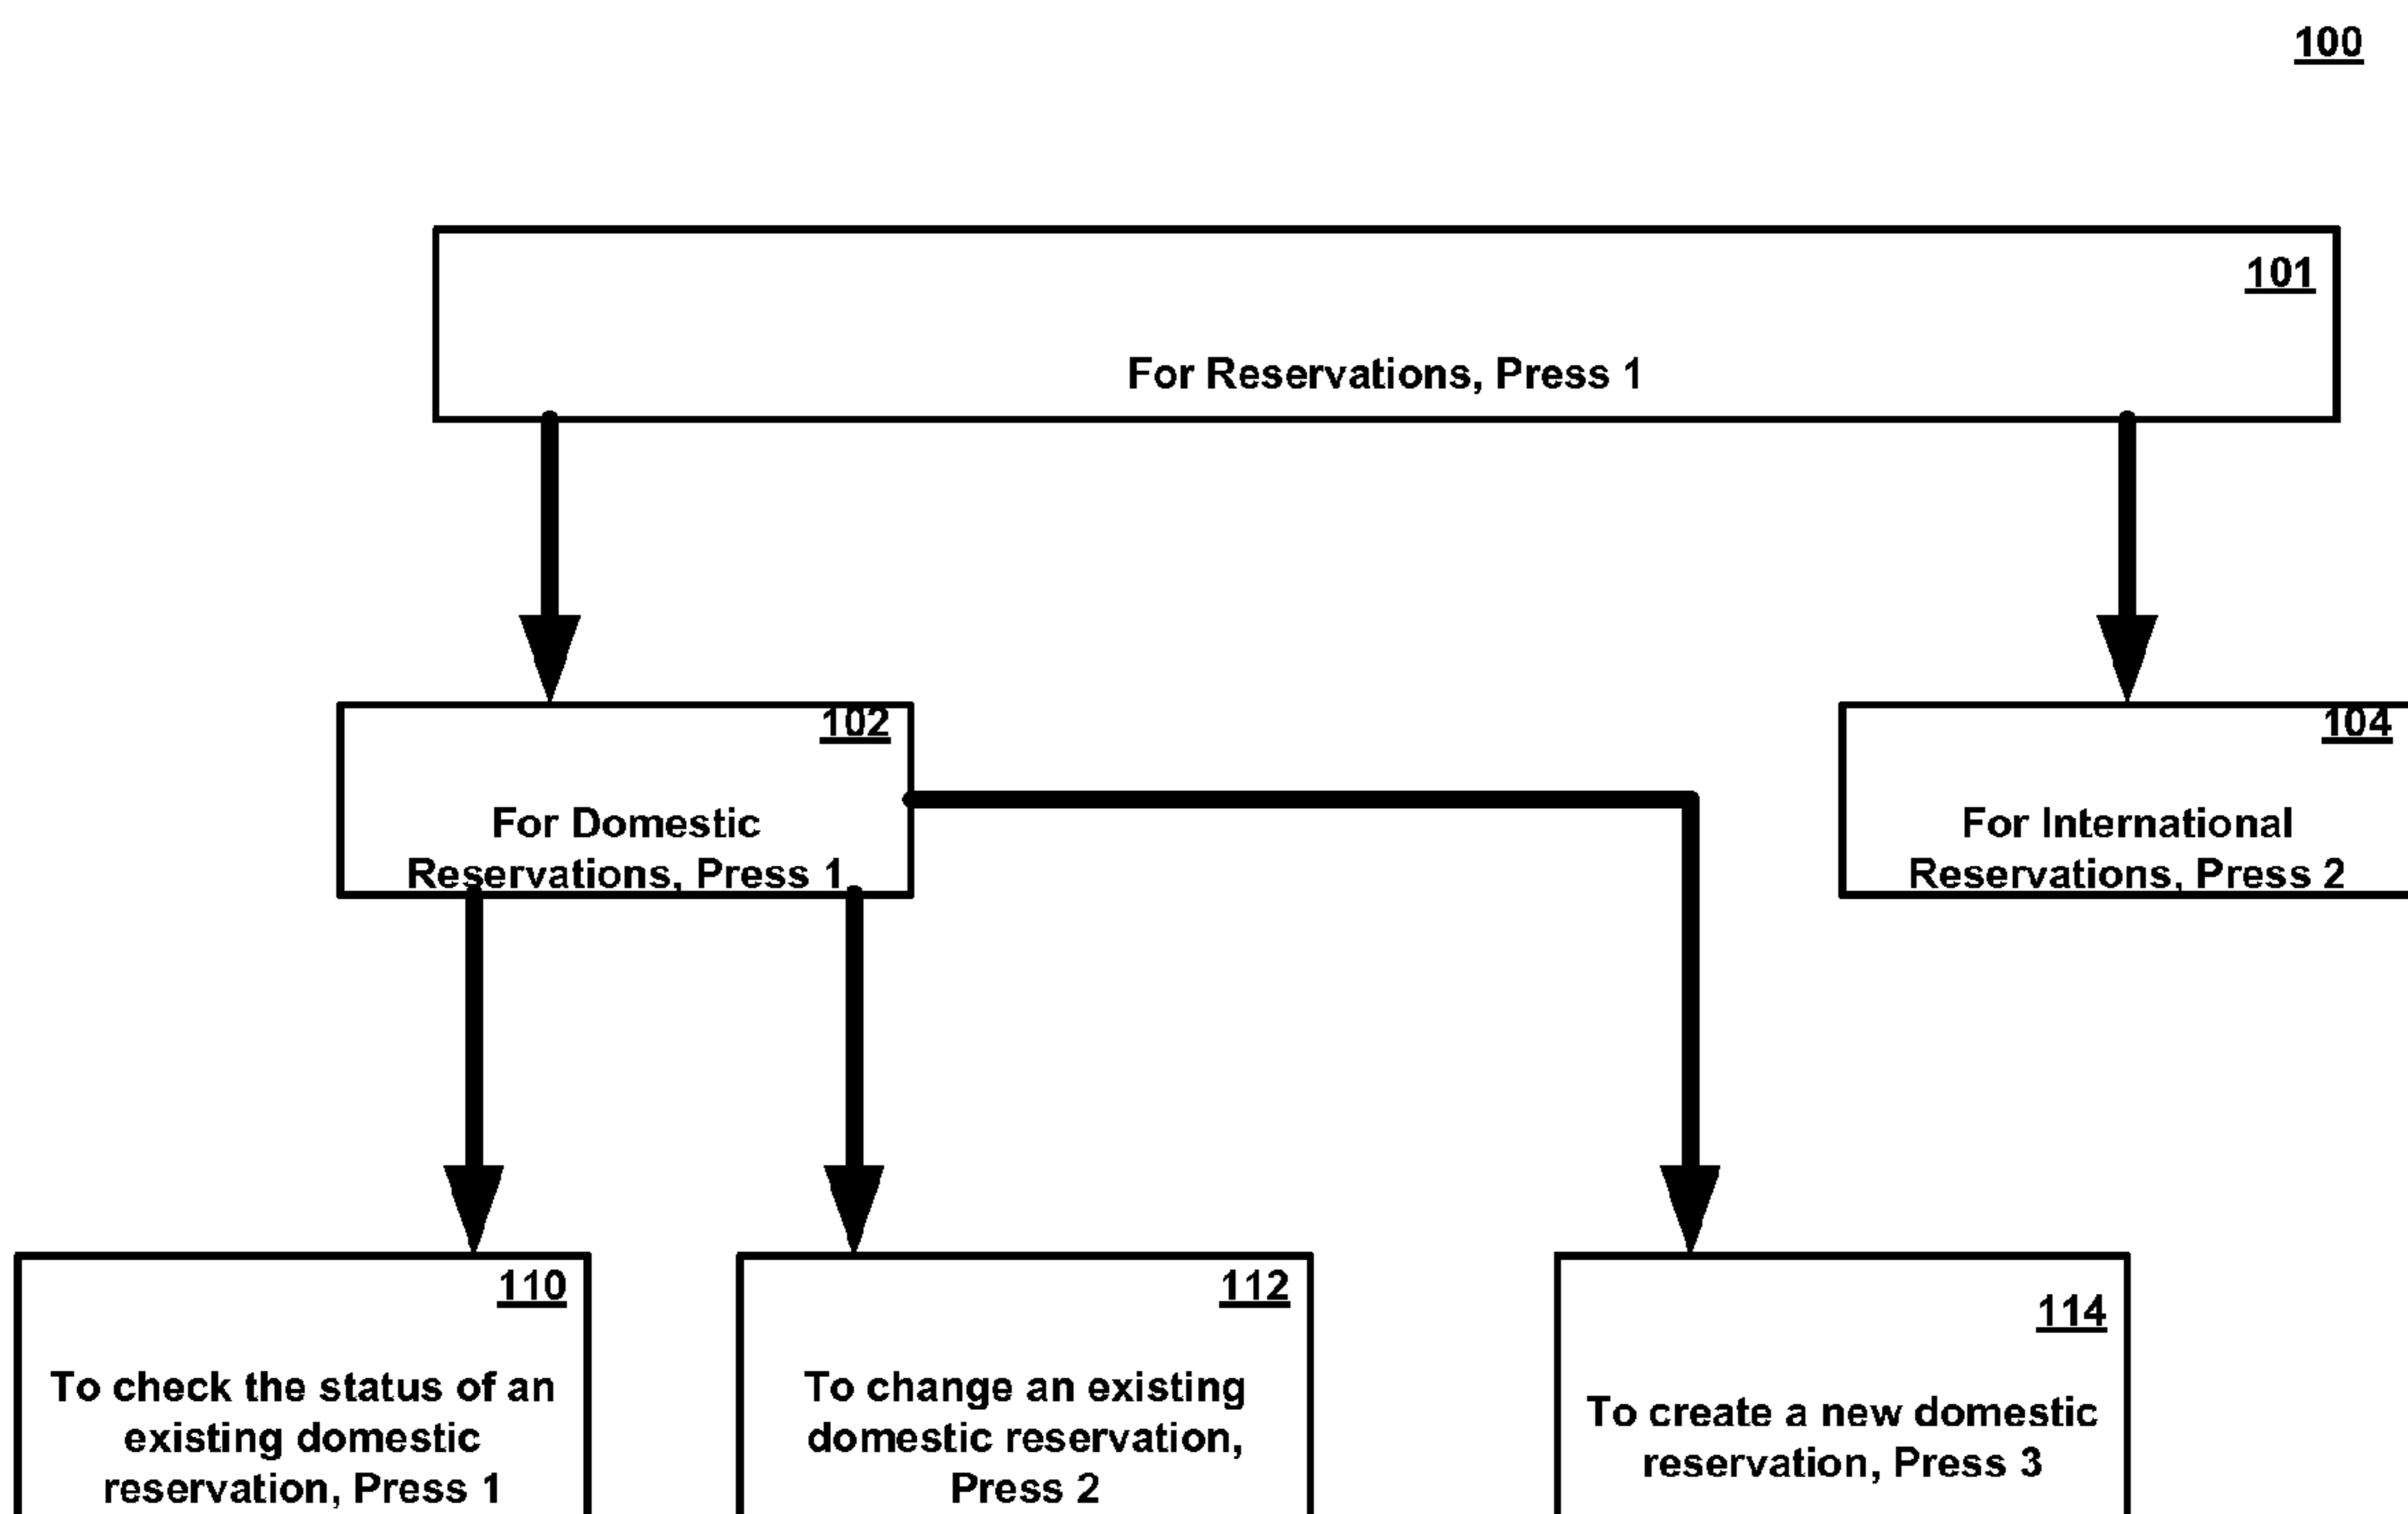 100
101
For Reservations, Press 1
102
For Domestic
Reservations, Press 1
104
For International
Reservations, Press 2
110
To check the status of an
existing domestic
reservation, Press 1
112
To change an existing
domestic reservation,
Press 2
114
To create a new domestic
reservation, Press 3